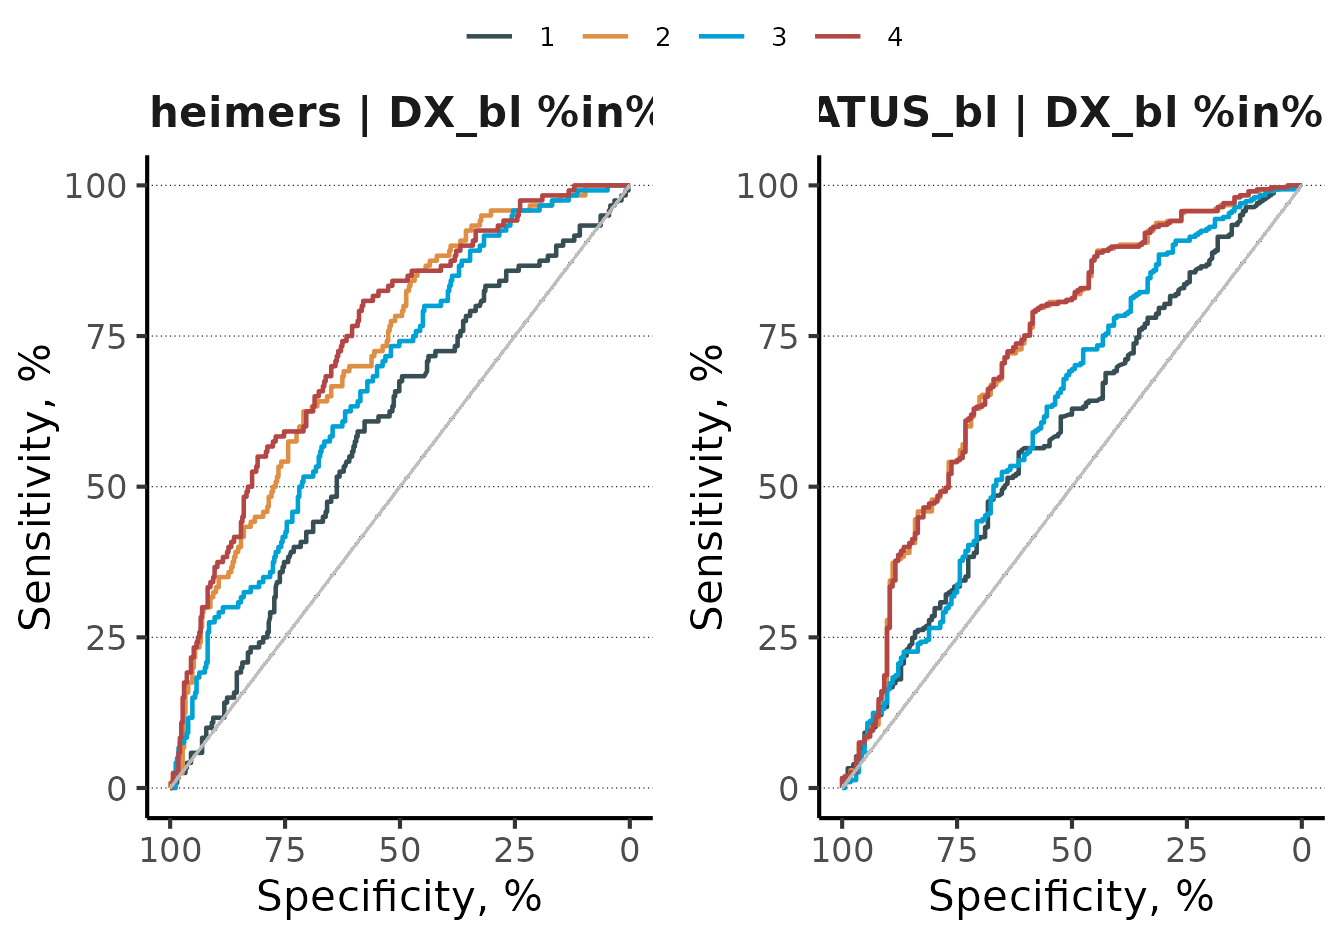 1 2 3 4
heimers | DX_bl %in%
Sensitivity, %
100
75
50
25
0
100 75 50 25 0
Specificity, %
ATUS_bl | DX_bl %in%
Sensitivity, %
100
75
50
25
0
100 75 50 25 0
Specificity, %